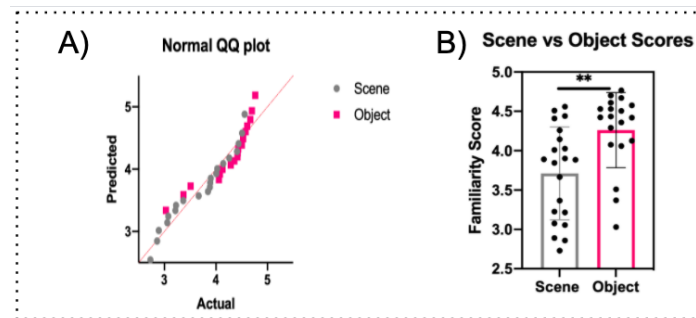 A)
Normal QQ plot
5
4
3
Predicted
3 4 5
Actual
Scene
Object
B)
Scene vs Object Scores
**
5.0
4.5
4.0
3.5
3.0
2.5
Familiarity Score
Scene Object